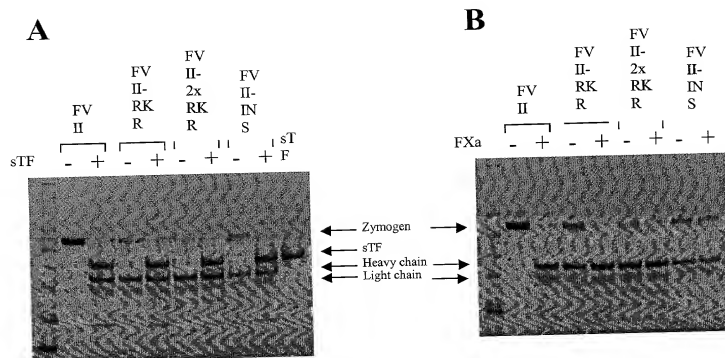 A
FV
II
FV
II-
RK
R
FV
II-
2x
RK
R
FV
II-
IN
S
sT
F
sTF
- + - + - + - +
Zymogen
sTF
Heavy chain
Light chain
B
FV
II
FV
II-
RK
R
FV
II-
2x
RK
R
FV
II-
IN
S
FXa
- + - + - + - +